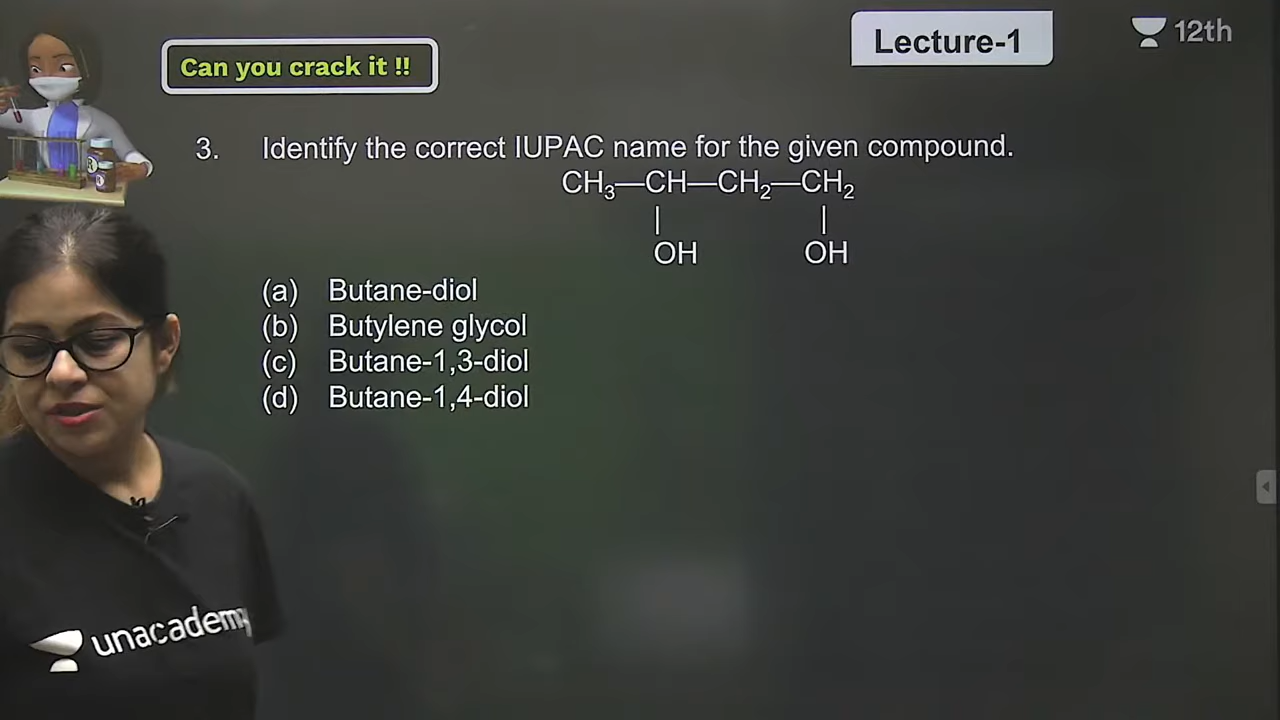 Lecture-1
12th
Can you crack it !!
3. Identify the correct IUPAC name for the given compound.
CH₃—CH—CH₂—CH₂
| |
OH OH
(a) Butane-diol
(b) Butylene glycol
(c) Butane-1,3-diol
(d) Butane-1,4-diol
unacademy